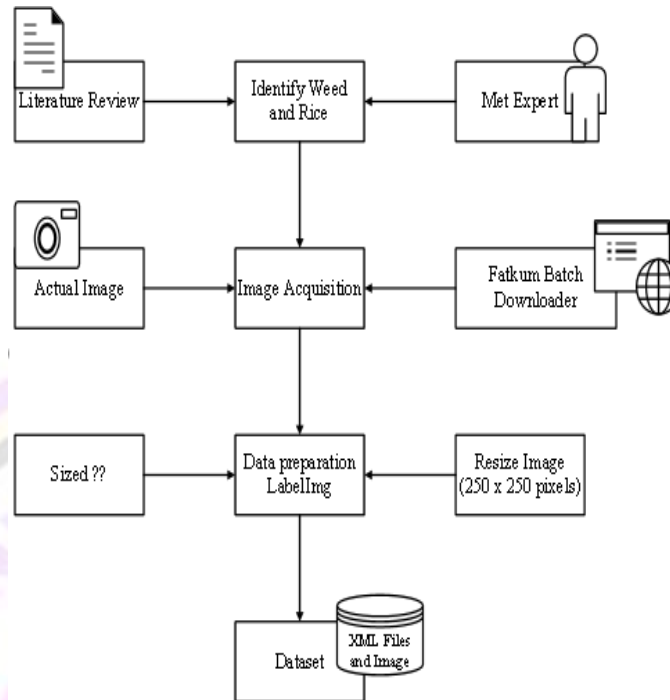 Literature Review
Identify Weed
and Rice
Met Expert
Actual Image
Image Acquisition
Fatkum Batch
Downloader
Sized ??
Data preparation
LabelImg
Resize Image
(250 x 250 pixels)
Dataset
XML Files
and Image